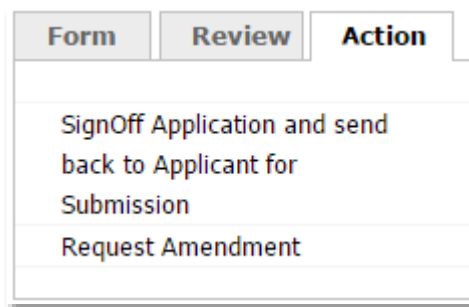 Form Review Action
SignOff Application and send
back to Applicant for
Submission
Request Amendment